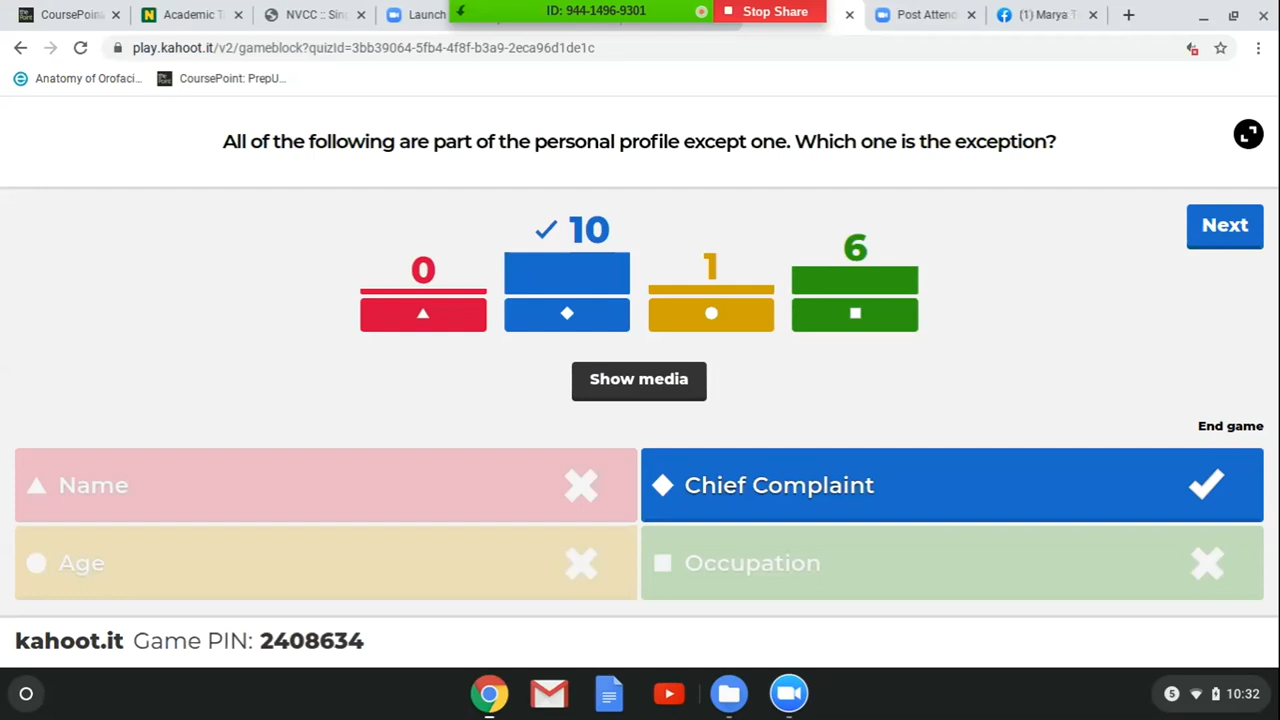 CoursePoin
Academic T
NVCC :: Sin
Launch
ID: 944-1496-9301
Stop Share
Post Attend
(1) Marya T
play.kahoot.it/v2/gameblock?quizId=3bb39064-5fb4-4f8f-b3a9-2eca96d1de1c
Anatomy of Orofaci...
CoursePoint: PrepU...
All of the following are part of the personal profile except one. Which one is the exception?
Next
0
10
1
6
Show media
End game
Name
Chief Complaint
Age
Occupation
kahoot.it Game PIN: 2408634
5
10:32